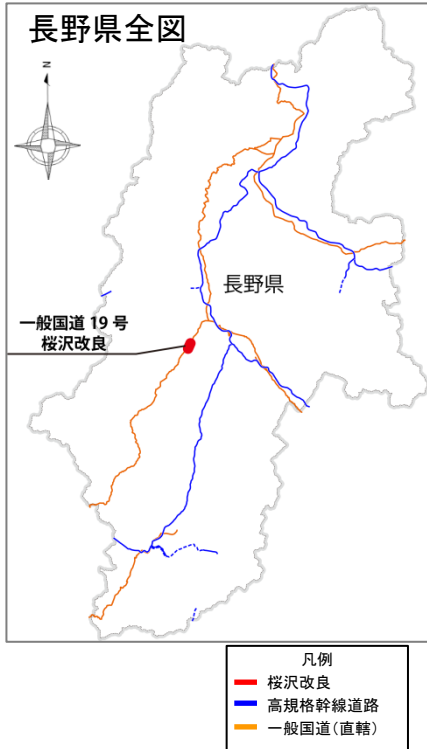 長野県全図
N
長野県
一般国道 19 号
桜沢改良
凡例
桜沢改良
高規格幹線道路
一般国道(直轄)